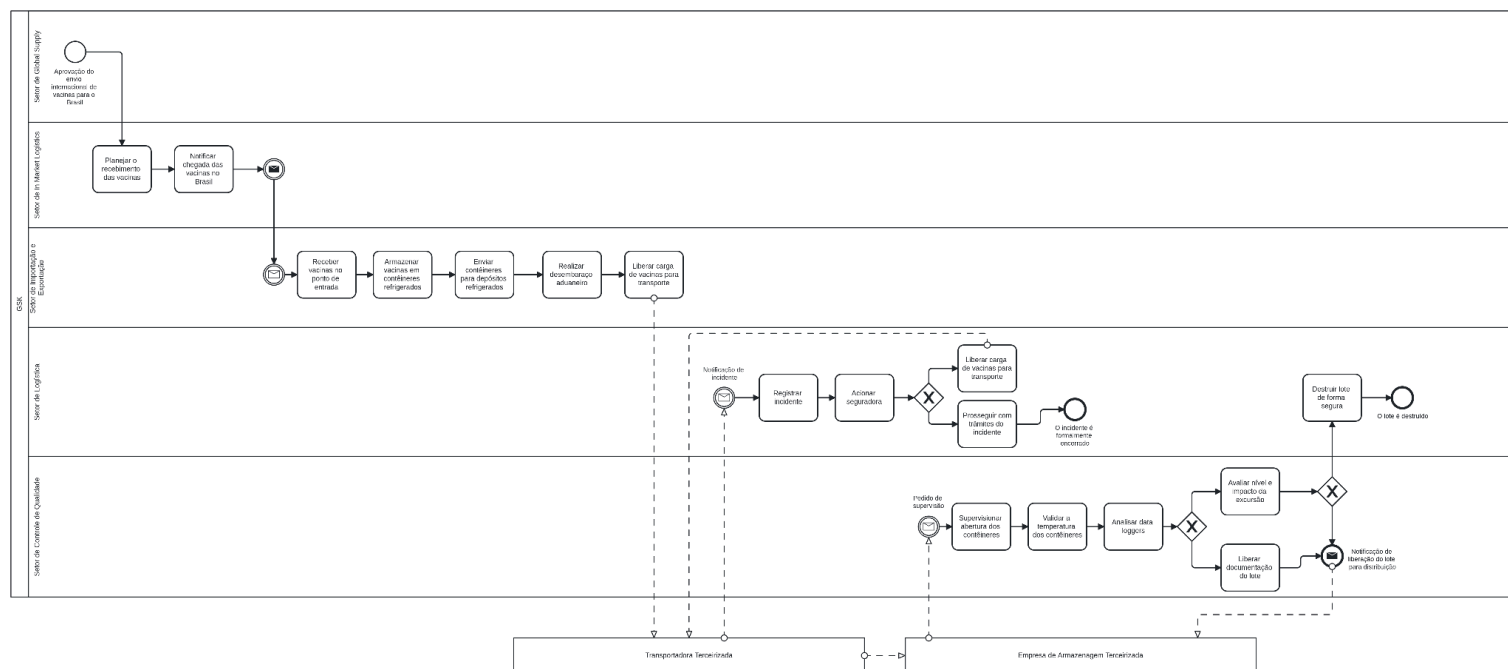 GSK
Setor de Global Supply
Aprovação do
envio
internacional de
vacinas para o
Brasil
Setor de In Market Logistics
Planejar o
recebimento
das vacinas
Notificar
chegada das
vacinas no
Brasil
Setor de Importação e
Exportação
Receber
vacinas no
ponto de
entrada
Armazenar
vacinas em
contêineres
refrigerados
Enviar
contêineres
para depósitos
refrigerados
Realizar
desembaraço
aduaneiro
Liberar carga
de vacinas para
transporte
Setor de Logística
Notificação de
incidente
Registrar
incidente
Acionar
seguradora
Liberar carga
de vacinas para
transporte
Prosseguir com
trâmites do
incidente
O incidente é
formamente
encerrado
Destruir lote
de forma
segura
O lote é destruído
Setor de Controle de Qualidade
Pedido de
supervisão
Supervisionar
abertura dos
contêineres
Validar a
temperatura
dos contêineres
Analisar data
loggers
Avaliar nível e
impacto da
excursão
Liberar
documentação
do lote
Notificação de
liberação do lote
para distribuição
Transportadora Terceirizada
Empresa de Armazenagem Terceirizada